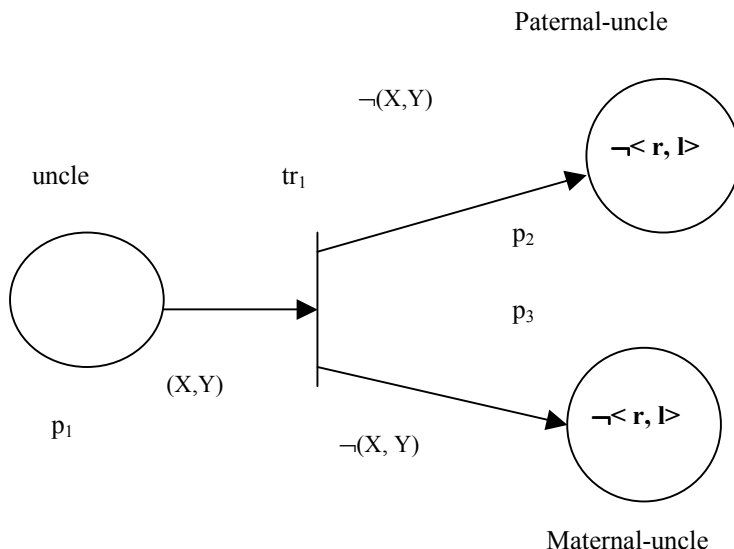 Paternal-uncle
¬(X,Y)
¬< r, l>
uncle
tr₁
p₂
p₃
(X,Y)
¬< r, l>
p₁
¬(X, Y)
Maternal-uncle